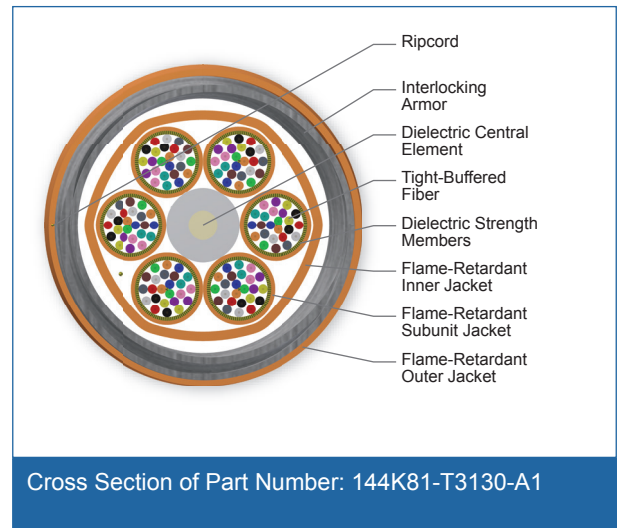 Ripcord
Interlocking
Armor
Dielectric Central
Element
Tight-Buffered
Fiber
Dielectric Strength
Members
Flame-Retardant
Inner Jacket
Flame-Retardant
Subunit Jacket
Flame-Retardant
Outer Jacket
Cross Section of Part Number: 144K81-T3130-A1